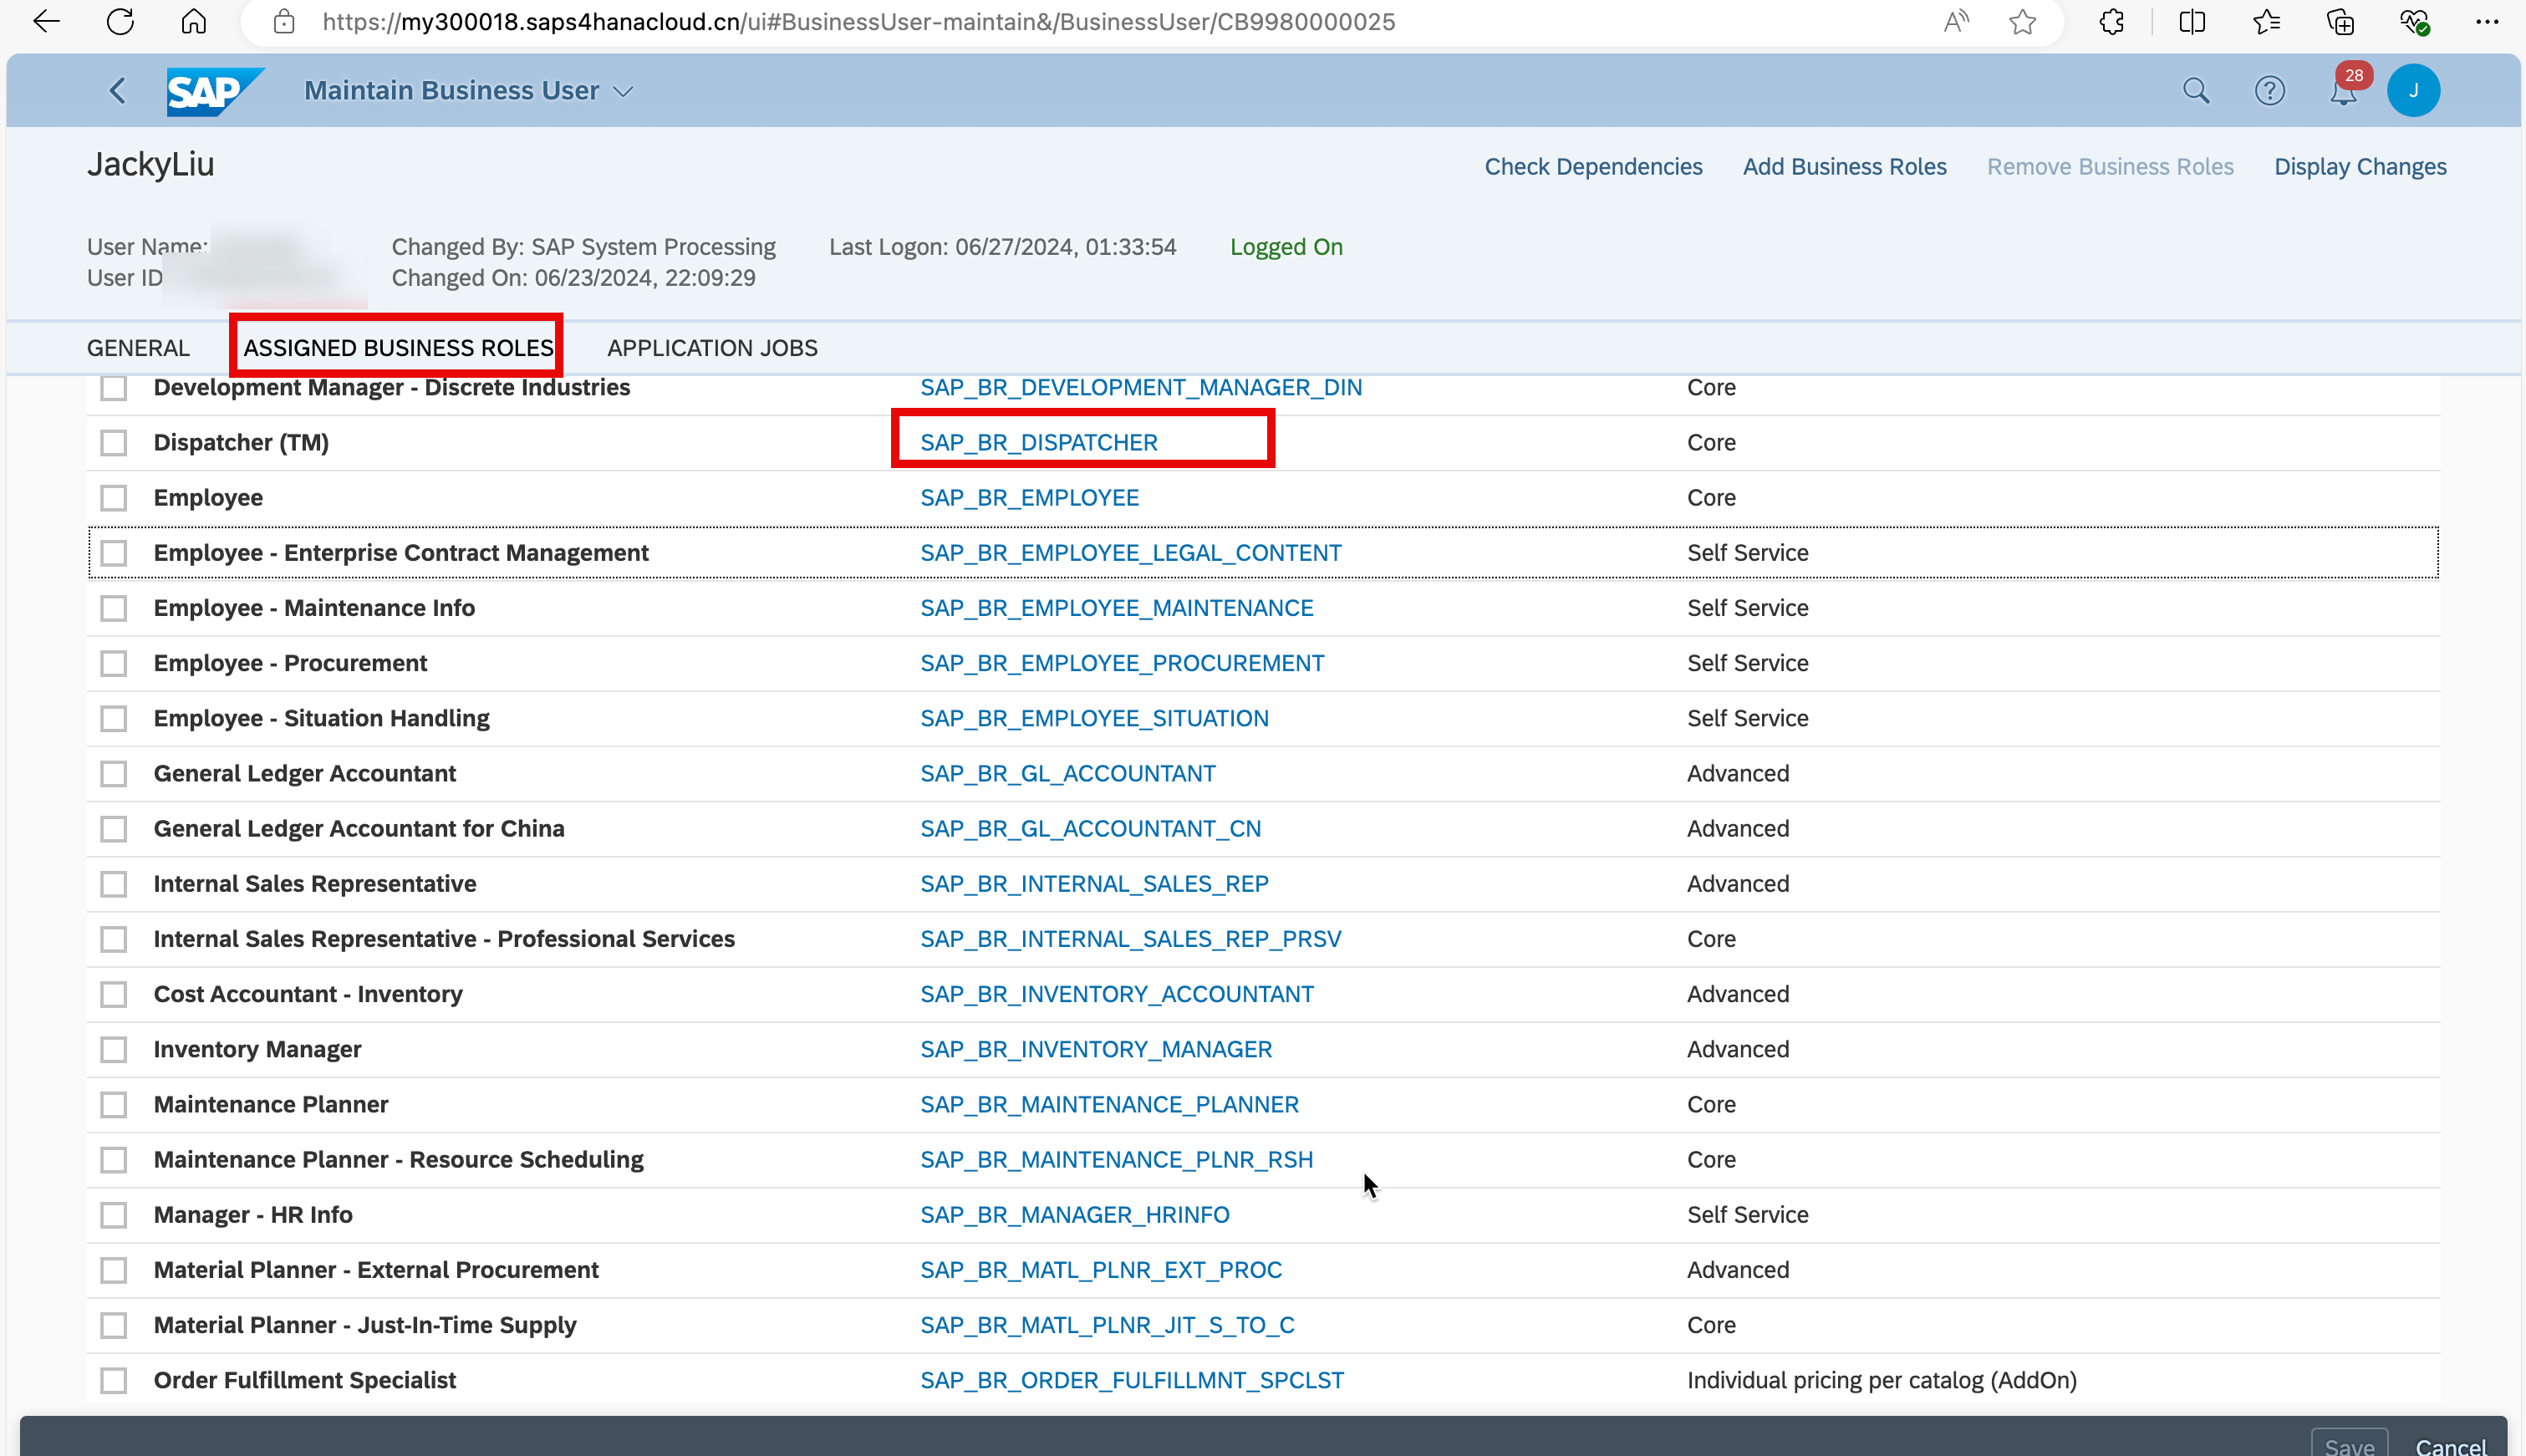 https://my300018.saps4hanacloud.cn/ui#BusinessUser-maintain&/BusinessUser/CB9980000025
SAP Maintain Business User 28 J
JackyLiu Check Dependencies Add Business Roles Remove Business Roles Display Changes
User Name: Changed By: SAP System Processing Last Logon: 06/27/2024, 01:33:54 Logged On
User ID Changed On: 06/23/2024, 22:09:29
GENERAL ASSIGNED BUSINESS ROLES APPLICATION JOBS
Development Manager - Discrete Industries SAP_BR_DEVELOPMENT_MANAGER_DIN Core
Dispatcher (TM) SAP_BR_DISPATCHER Core
Employee SAP_BR_EMPLOYEE Core
Employee - Enterprise Contract Management SAP_BR_EMPLOYEE_LEGAL_CONTENT Self Service
Employee - Maintenance Info SAP_BR_EMPLOYEE_MAINTENANCE Self Service
Employee - Procurement SAP_BR_EMPLOYEE_PROCUREMENT Self Service
Employee - Situation Handling SAP_BR_EMPLOYEE_SITUATION Self Service
General Ledger Accountant SAP_BR_GL_ACCOUNTANT Advanced
General Ledger Accountant for China SAP_BR_GL_ACCOUNTANT_CN Advanced
Internal Sales Representative SAP_BR_INTERNAL_SALES_REP Advanced
Internal Sales Representative - Professional Services SAP_BR_INTERNAL_SALES_REP_PRSV Core
Cost Accountant - Inventory SAP_BR_INVENTORY_ACCOUNTANT Advanced
Inventory Manager SAP_BR_INVENTORY_MANAGER Advanced
Maintenance Planner SAP_BR_MAINTENANCE_PLANNER Core
Maintenance Planner - Resource Scheduling SAP_BR_MAINTENANCE_PLNR_RSH Core
Manager - HR Info SAP_BR_MANAGER_HRINFO Self Service
Material Planner - External Procurement SAP_BR_MATL_PLNR_EXT_PROC Advanced
Material Planner - Just-In-Time Supply SAP_BR_MATL_PLNR_JIT_S_TO_C Core
Order Fulfillment Specialist SAP_BR_ORDER_FULFILLMNT_SPCLST Individual pricing per catalog (AddOn)
Save Cancel